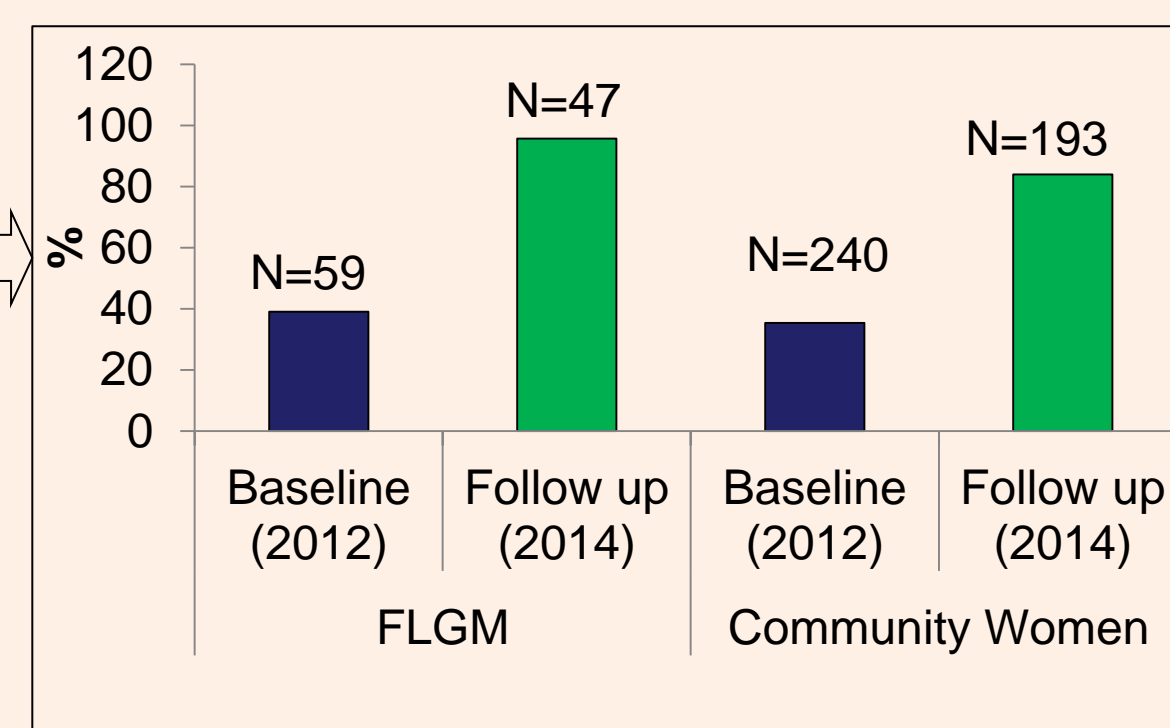 %
120
100
80
60
40
20
0
N=59
N=47
N=240
N=193
Baseline (2012)
Follow up (2014)
Baseline (2012)
Follow up (2014)
FLGM
Community Women